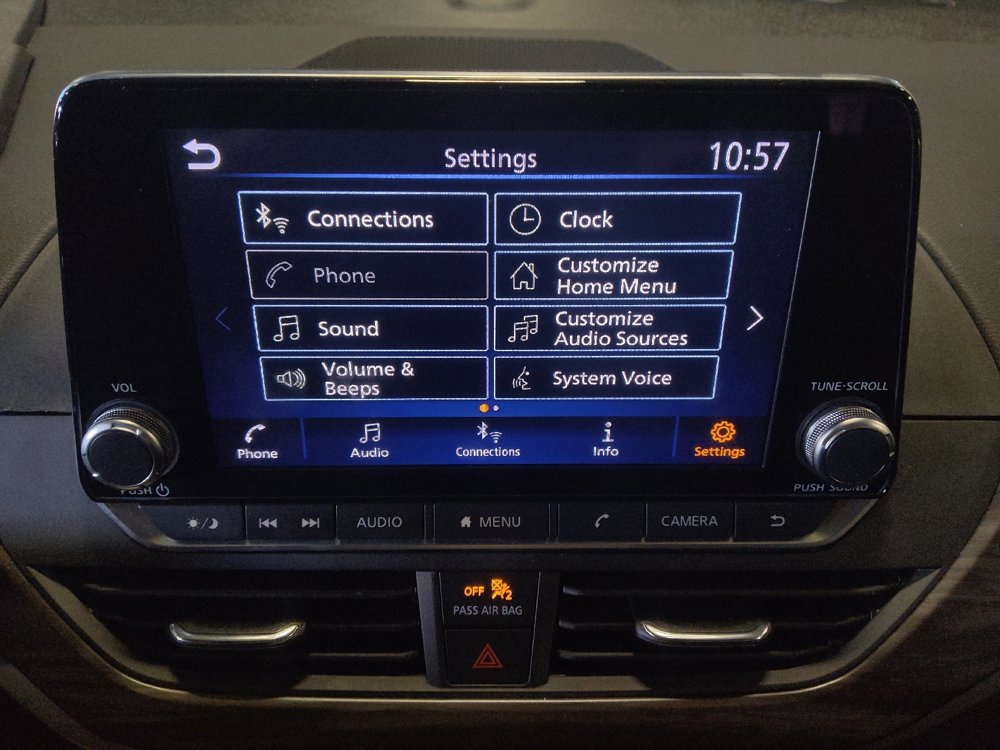 Settings
10:57
Connections
Clock
Phone
Customize
Home Menu
Sound
Customize
Audio Sources
Volume &
Beeps
System Voice
Phone
Audio
Connections
Info
Settings
VOL
TUNE·SCROLL
PUSH
PUSH SOUND
AUDIO
MENU
CAMERA
OFF
2
PASS AIR BAG